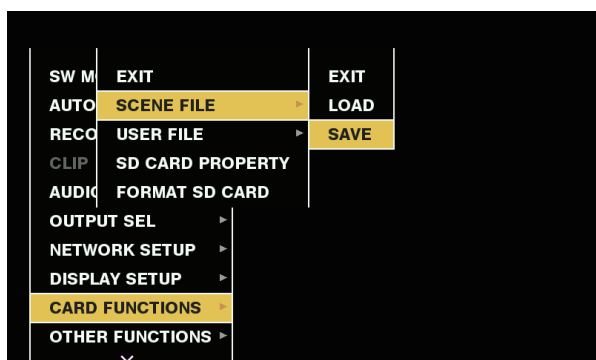 SW M
EXIT
EXIT
AUTO
SCENE FILE
LOAD
RECO
USER FILE
SAVE
CLIP
SD CARD PROPERTY
AUDIO
FORMAT SD CARD
OUTPUT SEL
NETWORK SETUP
DISPLAY SETUP
CARD FUNCTIONS
OTHER FUNCTIONS